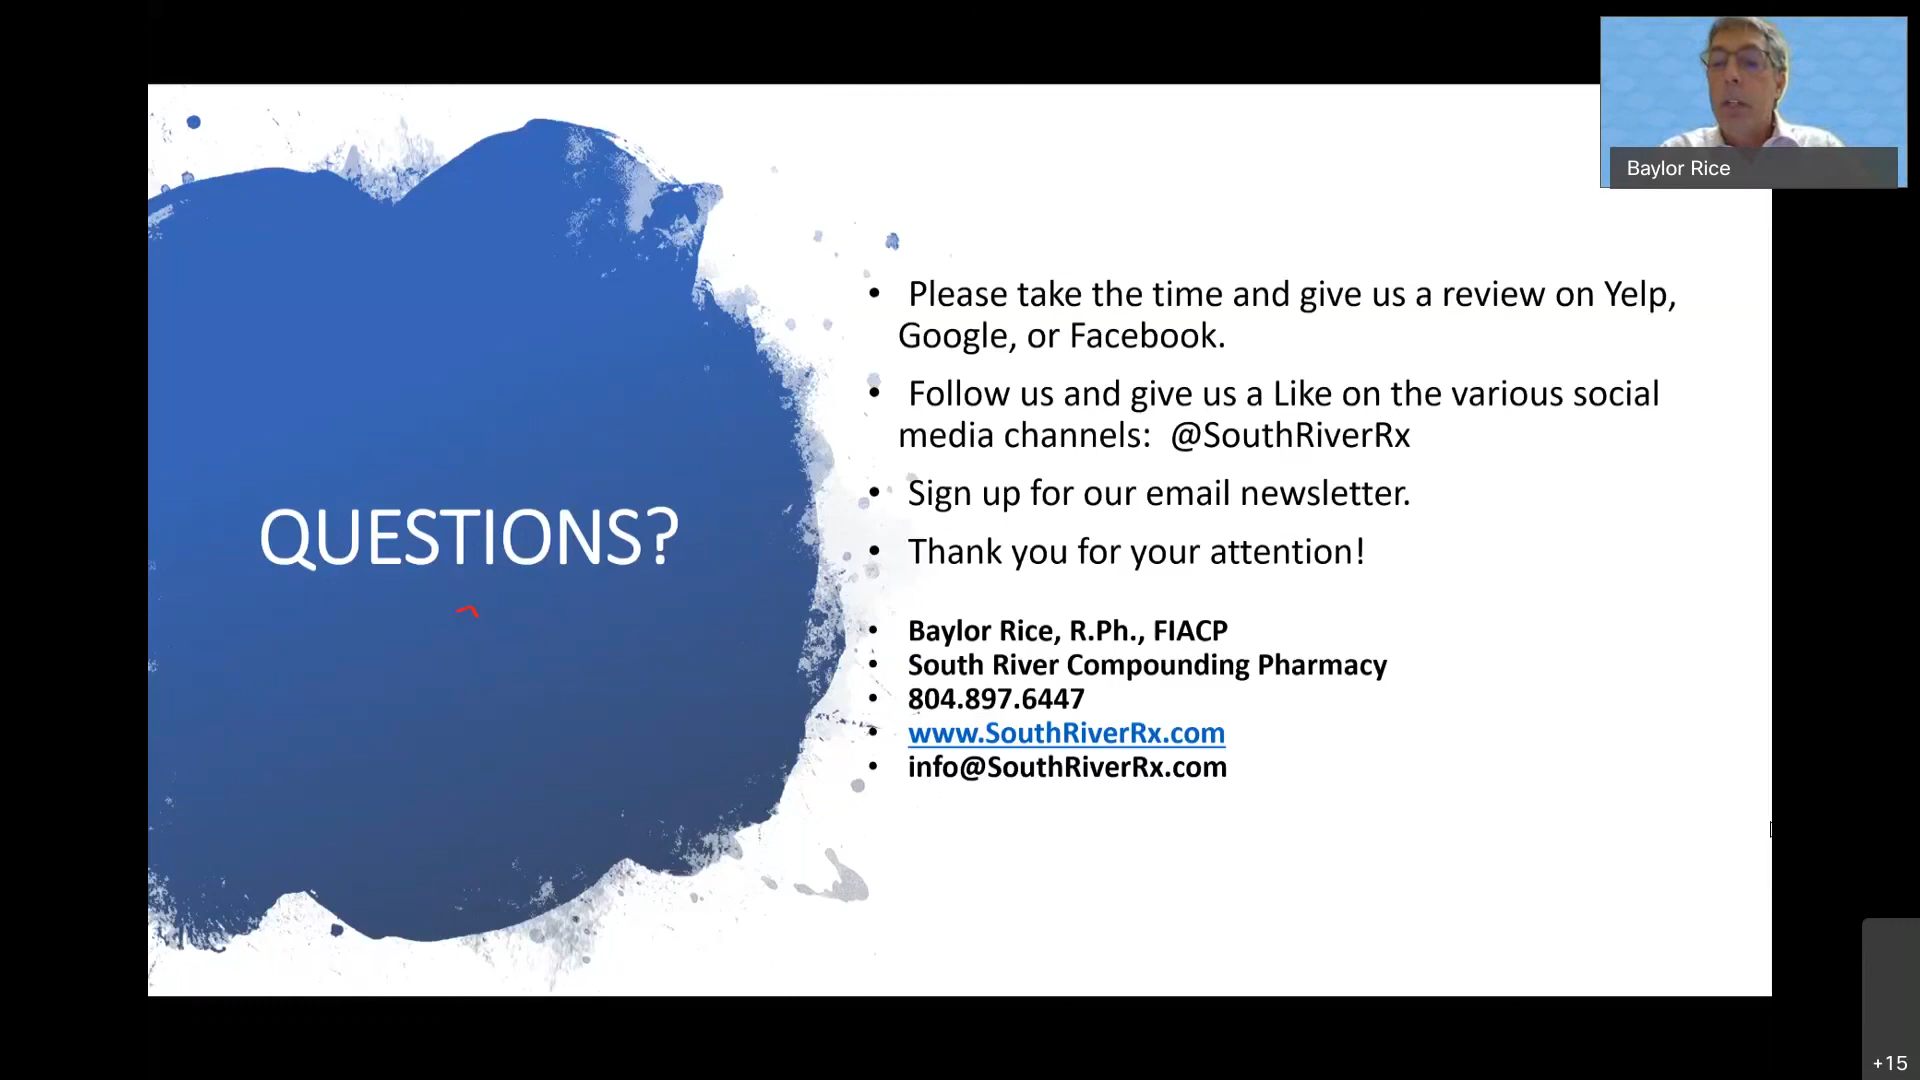 Baylor Rice
QUESTIONS?
• Please take the time and give us a review on Yelp,
Google, or Facebook.
• Follow us and give us a Like on the various social
media channels:  @SouthRiverRx
• Sign up for our email newsletter.
• Thank you for your attention!
• Baylor Rice, R.Ph., FIACP
• South River Compounding Pharmacy
• 804.897.6447
• www.SouthRiverRx.com
• info@SouthRiverRx.com
+15